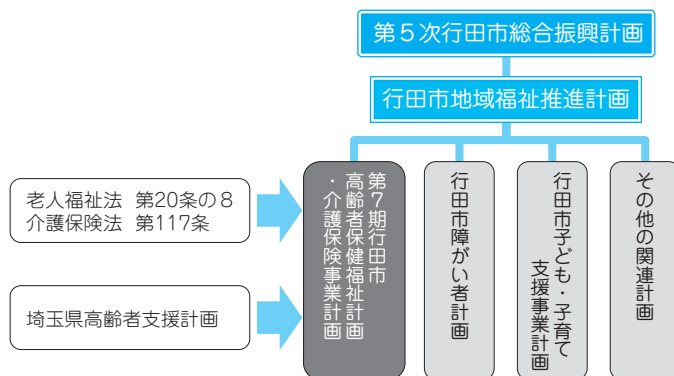 第５次行田市総合振興計画
行田市地域福祉推進計画
老人福祉法 第20条の８
介護保険法 第117条
埼玉県高齢者支援計画
第７期行田市
高齢者保健福祉計画
・介護保険事業計画
行田市障がい者計画
行田市子ども・子育て
支援事業計画
その他の関連計画